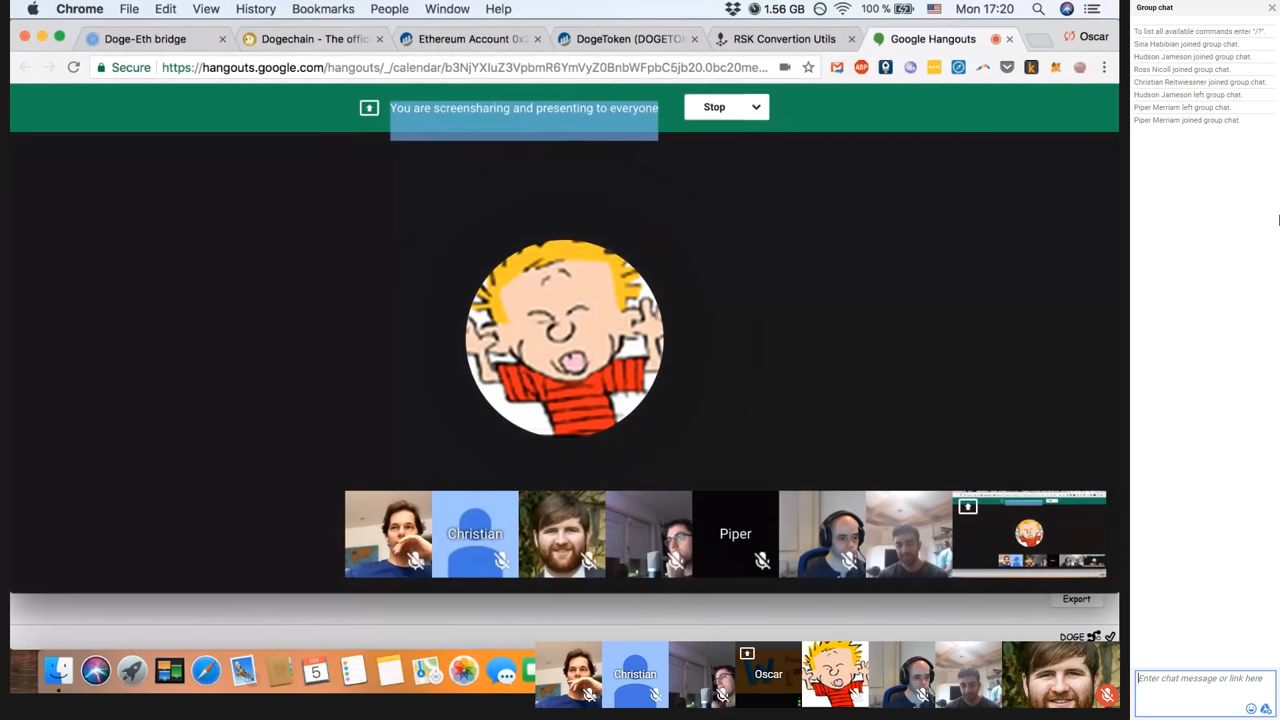 Chrome File Edit View History Bookmarks People Window Help 1.56 GB 100 % Mon 17:20
Doge-Eth bridge Dogechain - The offic Ethereum Account 0x2 DogeToken (DOGETO RSK Convertion Utils Google Hangouts Oscar
Secure https://hangouts.google.com/hangouts/_/calen
You are screensharing and presenting to everyone Stop
Christian Piper
Export
DOGE
5
Christian Oscar
Group chat
To list all available commands enter "/?".
Sina Habibian joined group chat.
Hudson Jameson joined group chat.
Ross Nicoll joined group chat.
Christian Reitwiessner joined group chat.
Hudson Jameson left group chat.
Piper Merriam left group chat.
Piper Merriam joined group chat.
Enter chat message or link here